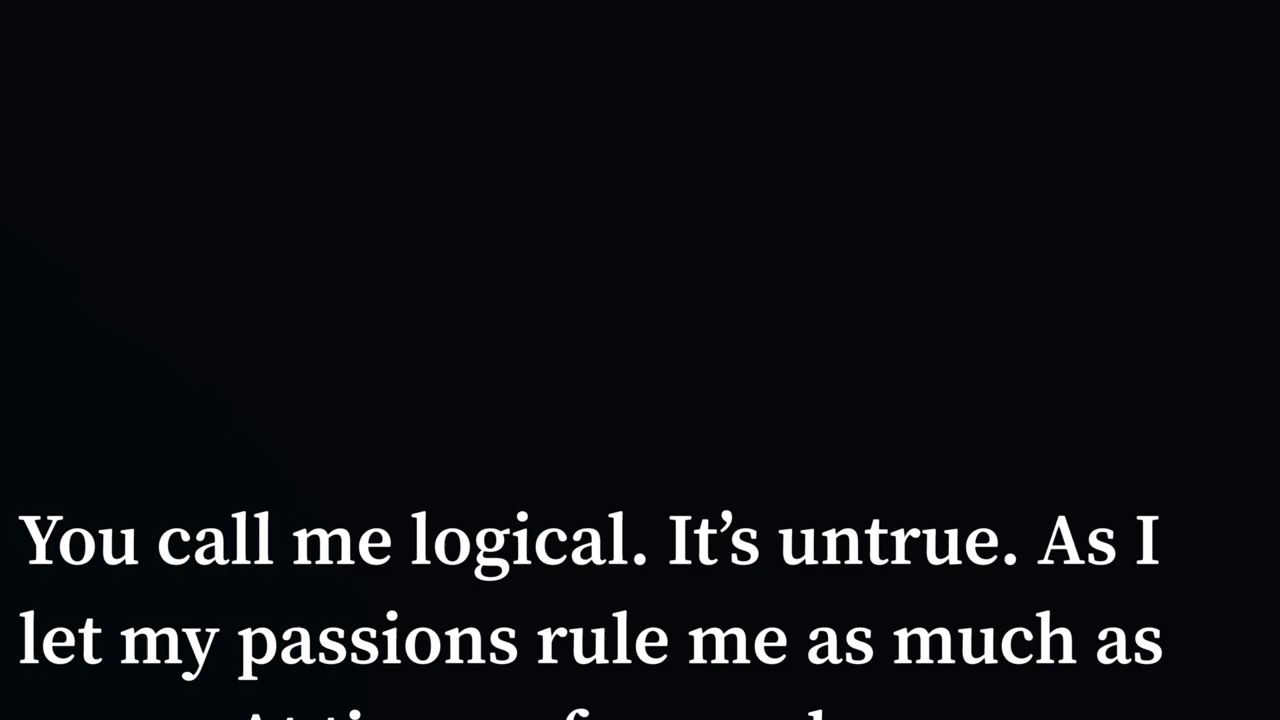 You call me logical. It’s untrue. As I
let my passions rule me as much as